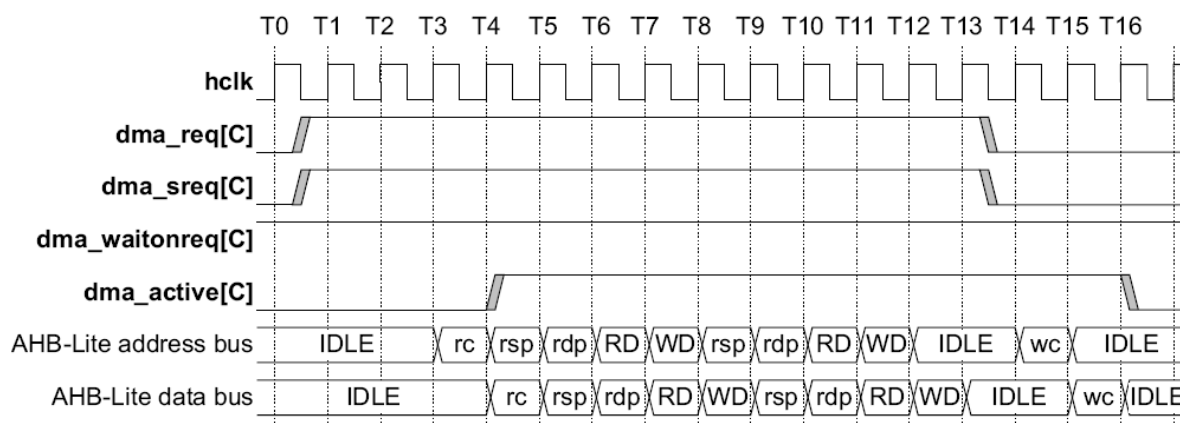 T0 T1 T2 T3 T4 T5 T6 T7 T8 T9 T10 T11 T12 T13 T14 T15 T16
hclk
dma_req[C]
dma_sreq[C]
dma_waitonreq[C]
dma_active[C]
AHB-Lite address bus IDLE rc rsp rdp RD WD rsp rdp RD WD IDLE wc IDLE
AHB-Lite data bus IDLE rc rsp rdp RD WD rsp rdp RD WD IDLE wc IDLE